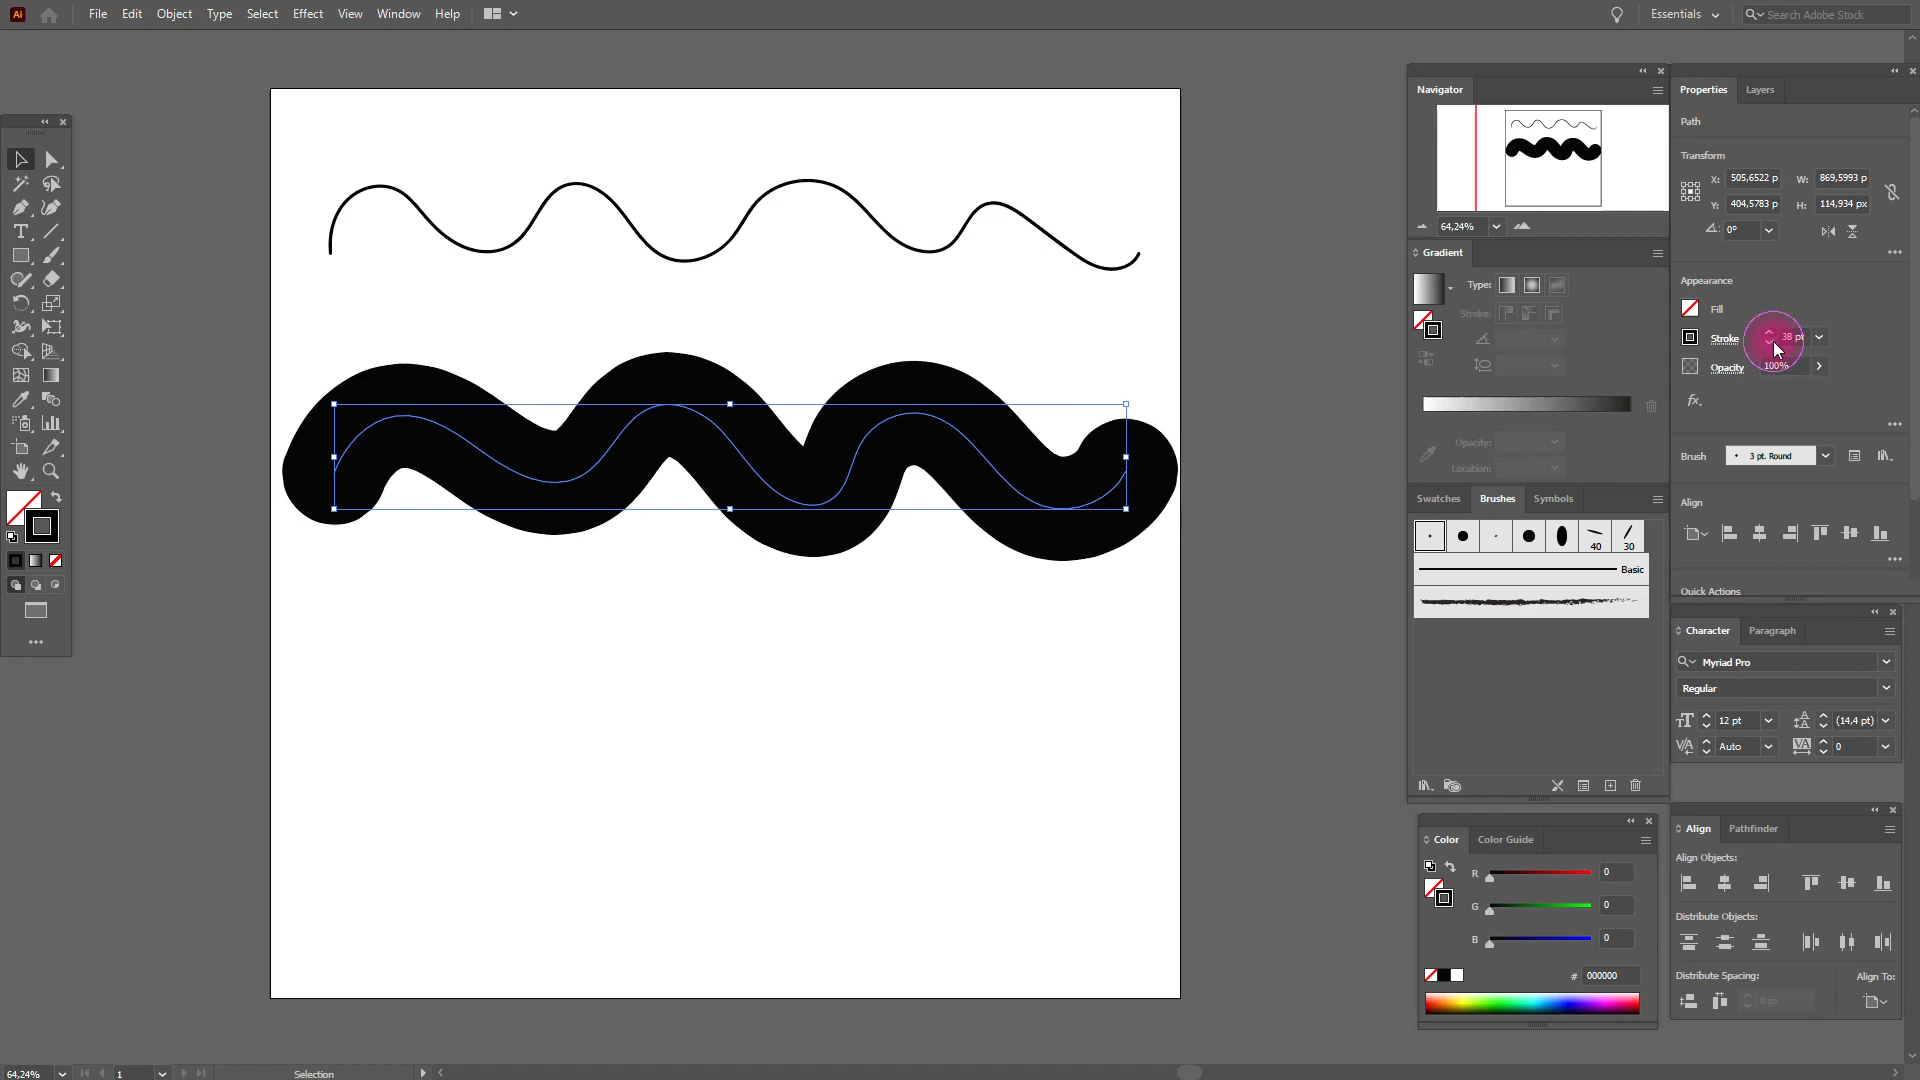 Ai File Edit Object Type Select Effect View Window Help Essentials Search Adobe Stock
Navigator
64,24%
Gradient
Type:
Stroke:
Opacity:
Location:
Swatches Brushes Symbols
40 30
Basic
Color Color Guide
R 0
G 0
B 0
# 000000
Properties Layers
Path
Transform
X: 505,6522 p W: 869,5993 p
Y: 404,5783 p H: 114,934 px
0°
Appearance
Fill
Stroke 38 pt
Opacity 100%
fx.
Brush 3 pt. Round
Align
Quick Actions
Character Paragraph
Myriad Pro
Regular
12 pt (14,4 pt)
Auto 0
Align Pathfinder
Align Objects:
Distribute Objects:
Distribute Spacing: Align To:
0 px
64,24% 1 Selection